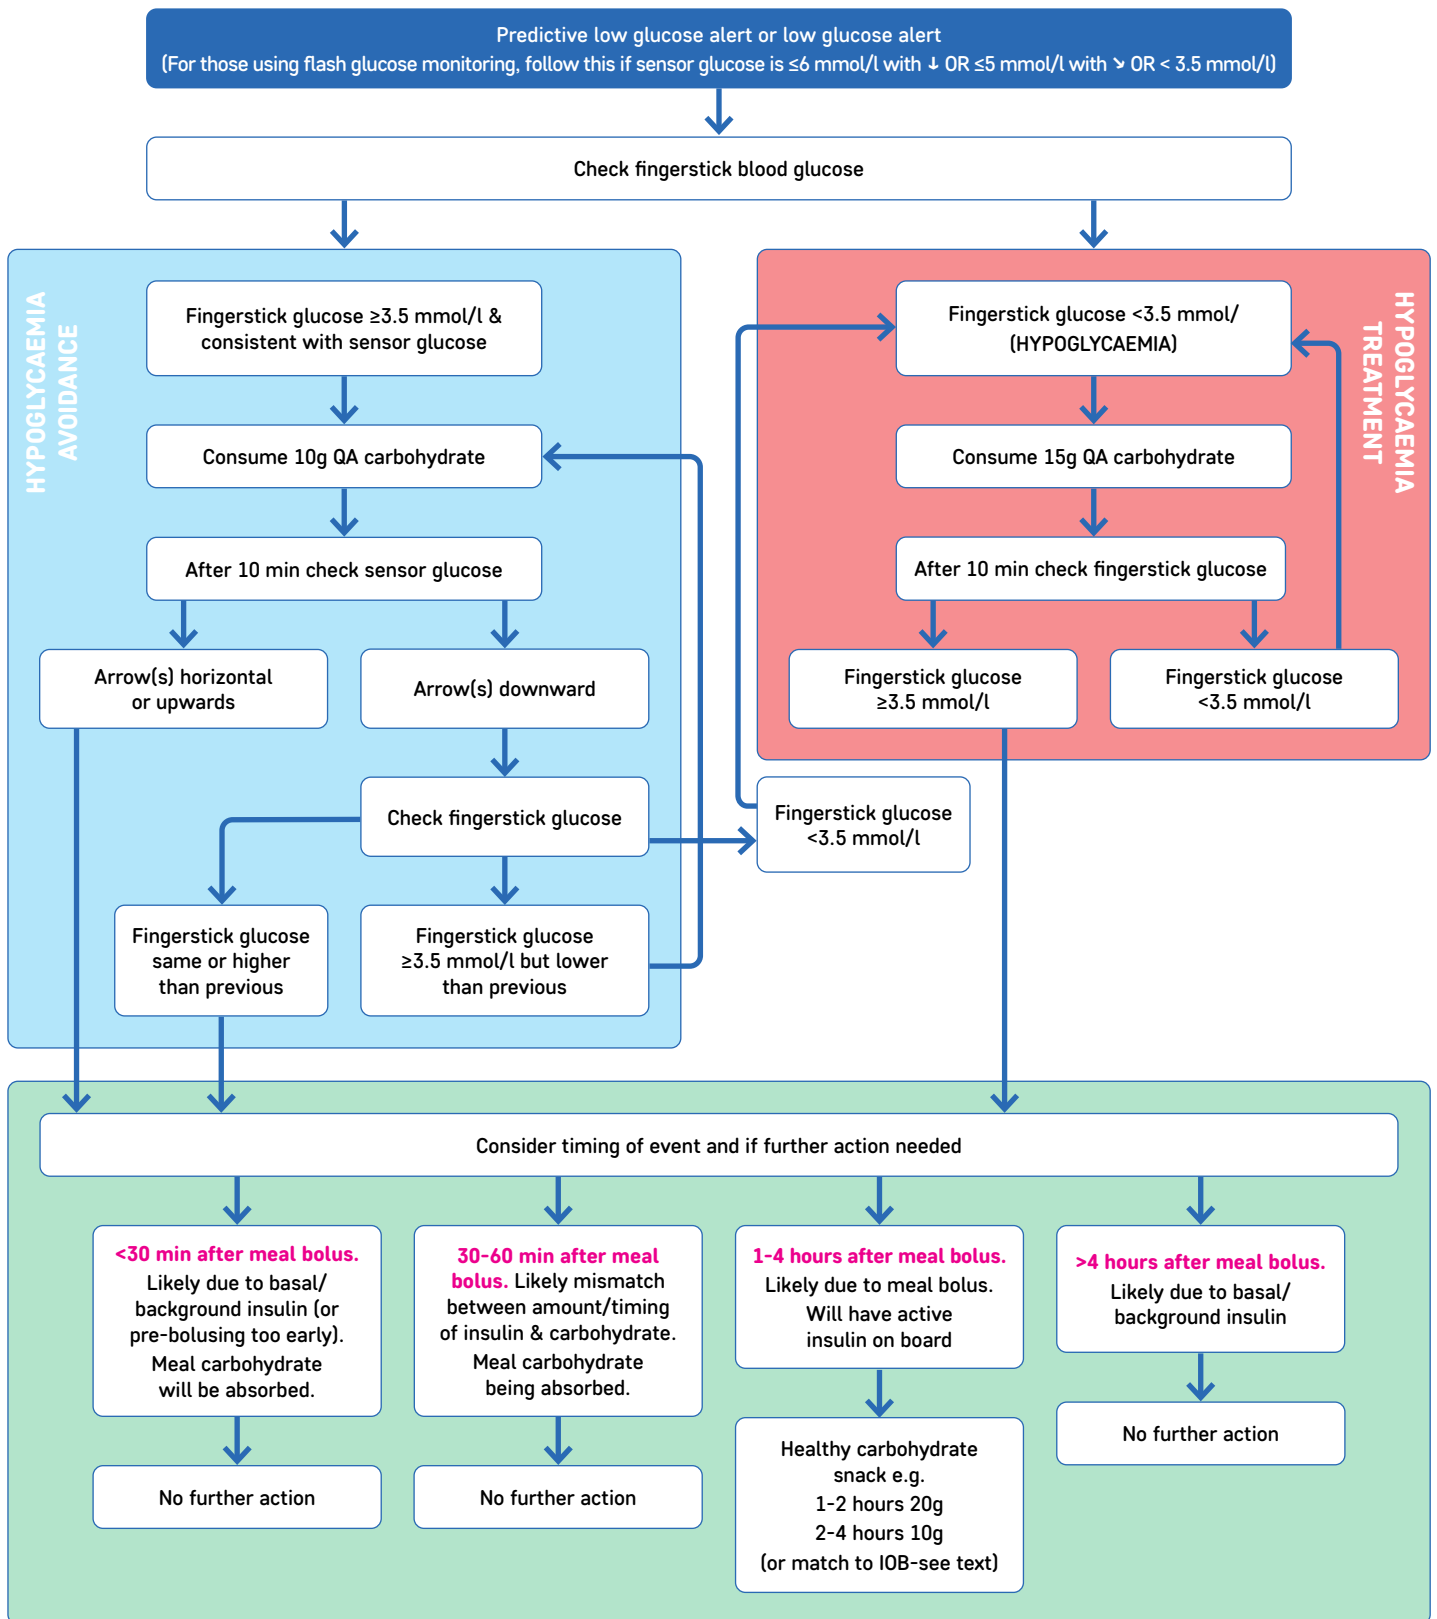 Predictive low glucose alert or low glucose alert
(For those using flash glucose monitoring, follow this if sensor glucose is ≤6 mmol/l with ↓ OR ≤5 mmol/l with ↘ OR < 3.5 mmol/l)
Check fingerstick blood glucose
HYPOGLYCAEMIA
AVOIDANCE
Fingerstick glucose ≥3.5 mmol/l &
consistent with sensor glucose
Consume 10g QA carbohydrate
After 10 min check sensor glucose
Arrow(s) horizontal
or upwards
Arrow(s) downward
Check fingerstick glucose
Fingerstick glucose
same or higher
than previous
Fingerstick glucose
≥3.5 mmol/l but lower
than previous
Fingerstick glucose
<3.5 mmol/l
HYPOGLYCAEMIA
TREATMENT
Fingerstick glucose <3.5 mmol/
(HYPOGLYCAEMIA)
Consume 15g QA carbohydrate
After 10 min check fingerstick glucose
Fingerstick glucose
≥3.5 mmol/l
Fingerstick glucose
<3.5 mmol/l
Consider timing of event and if further action needed
<30 min after meal bolus.
Likely due to basal/
background insulin (or
pre-bolusing too early).
Meal carbohydrate
will be absorbed.
No further action
30-60 min after meal
bolus. Likely mismatch
between amount/timing
of insulin & carbohydrate.
Meal carbohydrate
being absorbed.
No further action
1-4 hours after meal bolus.
Likely due to meal bolus.
Will have active
insulin on board
Healthy carbohydrate
snack e.g.
1-2 hours 20g
2-4 hours 10g
(or match to IOB-see text)
>4 hours after meal bolus.
Likely due to basal/
background insulin
No further action